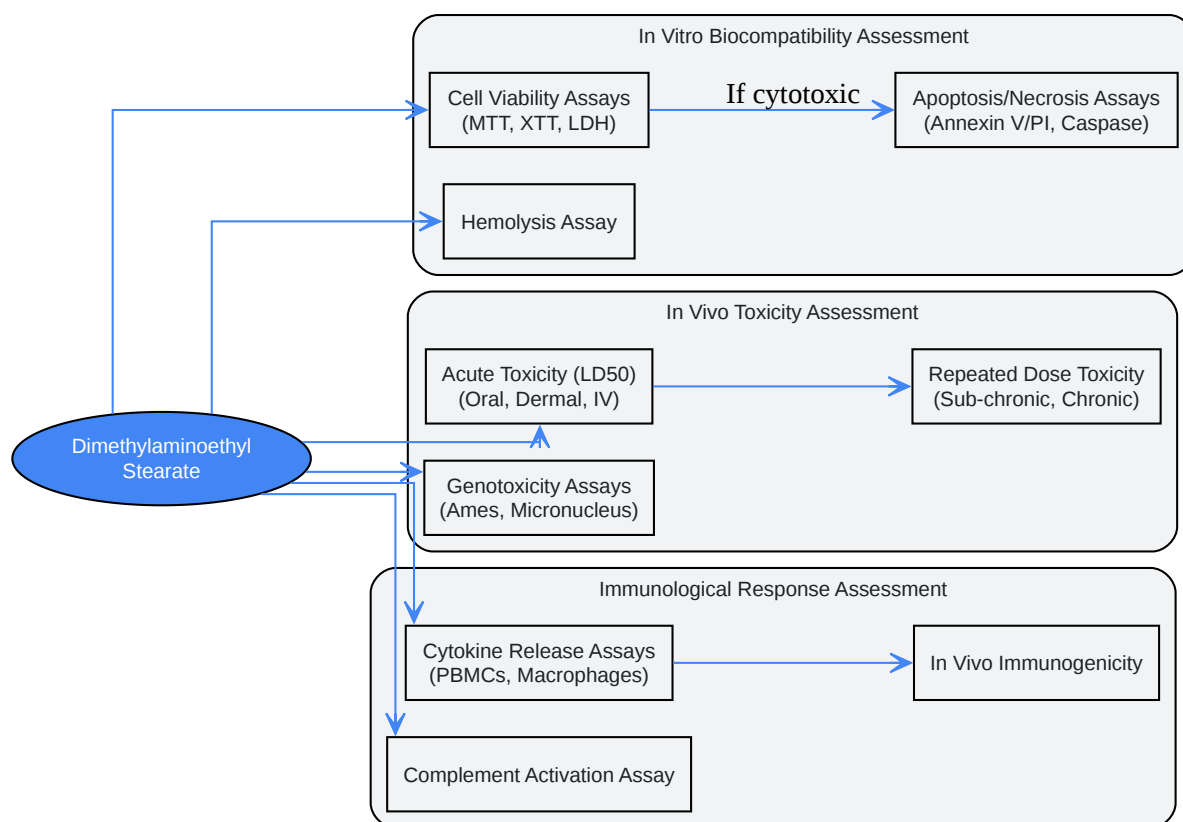 In Vitro Biocompatibility Assessment
Cell Viability Assays
(MTT, XTT, LDH)
If cytotoxic
Apoptosis/Necrosis Assays
(Annexin V/PI, Caspase)
Hemolysis Assay
In Vivo Toxicity Assessment
Acute Toxicity (LD50)
(Oral, Dermal, IV)
Repeated Dose Toxicity
(Sub-chronic, Chronic)
Dimethylaminoethyl
Stearate
Genotoxicity Assays
(Ames, Micronucleus)
Immunological Response Assessment
Cytokine Release Assays
(PBMCs, Macrophages)
In Vivo Immunogenicity
Complement Activation Assay